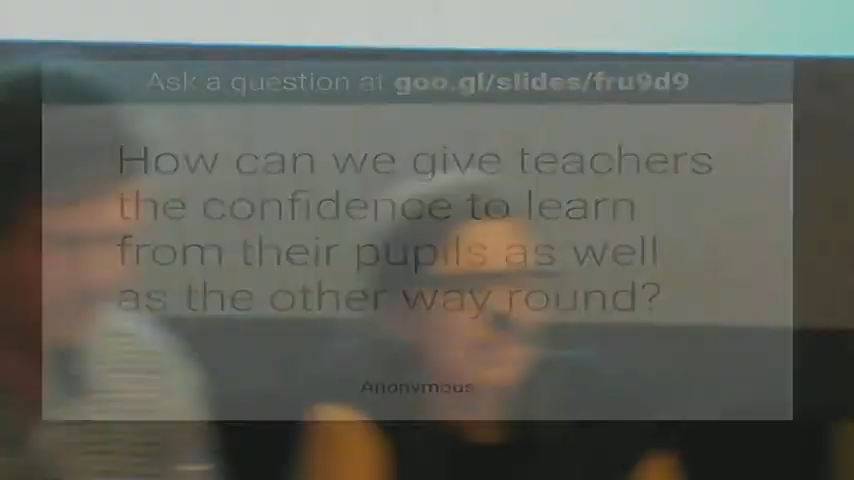 Ask a question at goo.gl/slides/fru9d9
How can we give teachers
the confidence to learn
from their pupils as well
as the other way round?
Anonymous